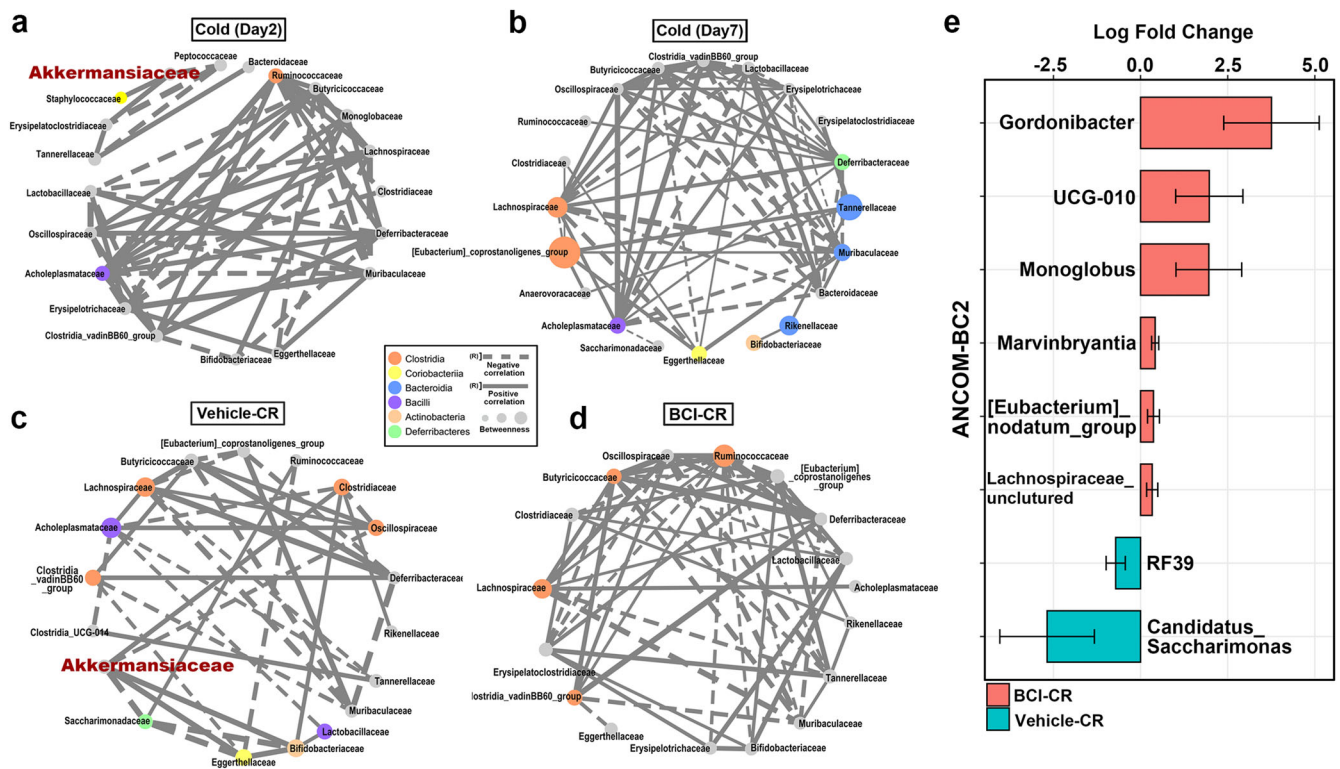 a
Cold (Day2)
Peptococcaceae
Bacteroidaceae
Akkermansiaceae
Ruminococcaceae
Butyricicoccaceae
Staphylococcaceae
Monoglobaceae
Erysipelatoclostridiaceae
Lachnospiraceae
Tannerellaceae
Lactobacillaceae
Clostridiaceae
Oscillospiraceae
Deferribacteraceae
Acholeplasmataceae
Muribaculaceae
Erysipelotrichaceae
Clostridia_vadinBB60_group
Bifidobacteriaceae
Eggerthellaceae
b
Cold (Day7)
Clostridia_vadinBB60_group
Butyricicoccaceae
Lactobacillaceae
Oscillospiraceae
Erysipelotrichaceae
Ruminococcaceae
Erysipelatoclostridiaceae
Clostridiaceae
Deferribacteraceae
Lachnospiraceae
Tannerellaceae
[Eubacterium]_coprostanoligenes_group
Muribaculaceae
Anaerovoracaceae
Bacteroidaceae
Acholeplasmataceae
Rikenellaceae
Saccharimonadaceae
Bifidobacteriaceae
Eggerthellaceae
Clostridia
Coriobacteriia
Bacteroidia
Bacilli
Actinobacteria
Deferribacteres
(R)]
Negative
correlation
(R)]
Positive
correlation
Betweenness
c
Vehicle-CR
[Eubacterium]_coprostanoligenes_group
Butyricicoccaceae
Ruminococcaceae
Lachnospiraceae
Clostridiaceae
Acholeplasmataceae
Oscillospiraceae
Clostridia
_vadinBB60
_group
Deferribacteraceae
Clostridia_UCG-014
Rikenellaceae
Akkermansiaceae
Tannerellaceae
Muribaculaceae
Saccharimonadaceae
Lactobacillaceae
Bifidobacteriaceae
Eggerthellaceae
d
BCI-CR
Oscillospiraceae
Ruminococcaceae
Butyricicoccaceae
[Eubacterium]
_coprostanoligenes
_group
Clostridiaceae
Deferribacteraceae
Lactobacillaceae
Lachnospiraceae
Acholeplasmataceae
Rikenellaceae
Erysipelatoclostridiaceae
Tannerellaceae
lostridia_vadinBB60_group
Muribaculaceae
Eggerthellaceae
Erysipelotrichaceae
Bifidobacteriaceae
e
Log Fold Change
-2.5 0.0 2.5 5.0
ANCOM-BC2
Gordonibacter
UCG-010
Monoglobus
Marvinbryantia
[Eubacterium]_
nodatum_group
Lachnospiraceae_
unclutured
RF39
Candidatus_
Saccharimonas
BCI-CR
Vehicle-CR